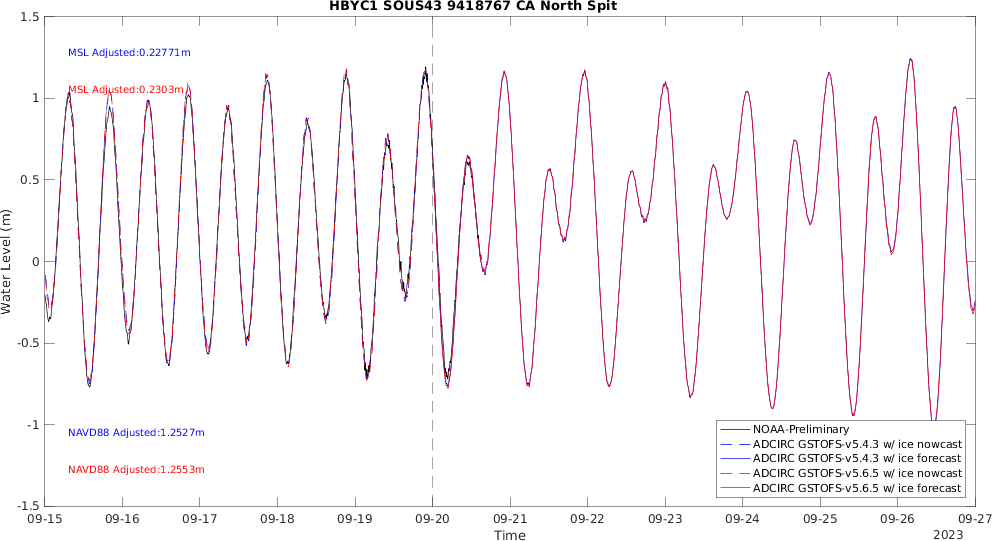 HBYC1 SOUS43 9418767 CA North Spit
1.5
1
0.5
0
-0.5
-1
-1.5
Water Level (m)
MSL Adjusted:0.22771m
MSL Adjusted:0.2303m
NAVD88 Adjusted:1.2527m
NAVD88 Adjusted:1.2553m
NOAA-Preliminary
ADCIRC GSTOFS-v5.4.3 w/ ice nowcast
ADCIRC GSTOFS-v5.4.3 w/ ice forecast
ADCIRC GSTOFS-v5.6.5 w/ ice nowcast
ADCIRC GSTOFS-v5.6.5 w/ ice forecast
09-15 09-16 09-17 09-18 09-19 09-20 09-21 09-22 09-23 09-24 09-25 09-26 09-27
Time
2023